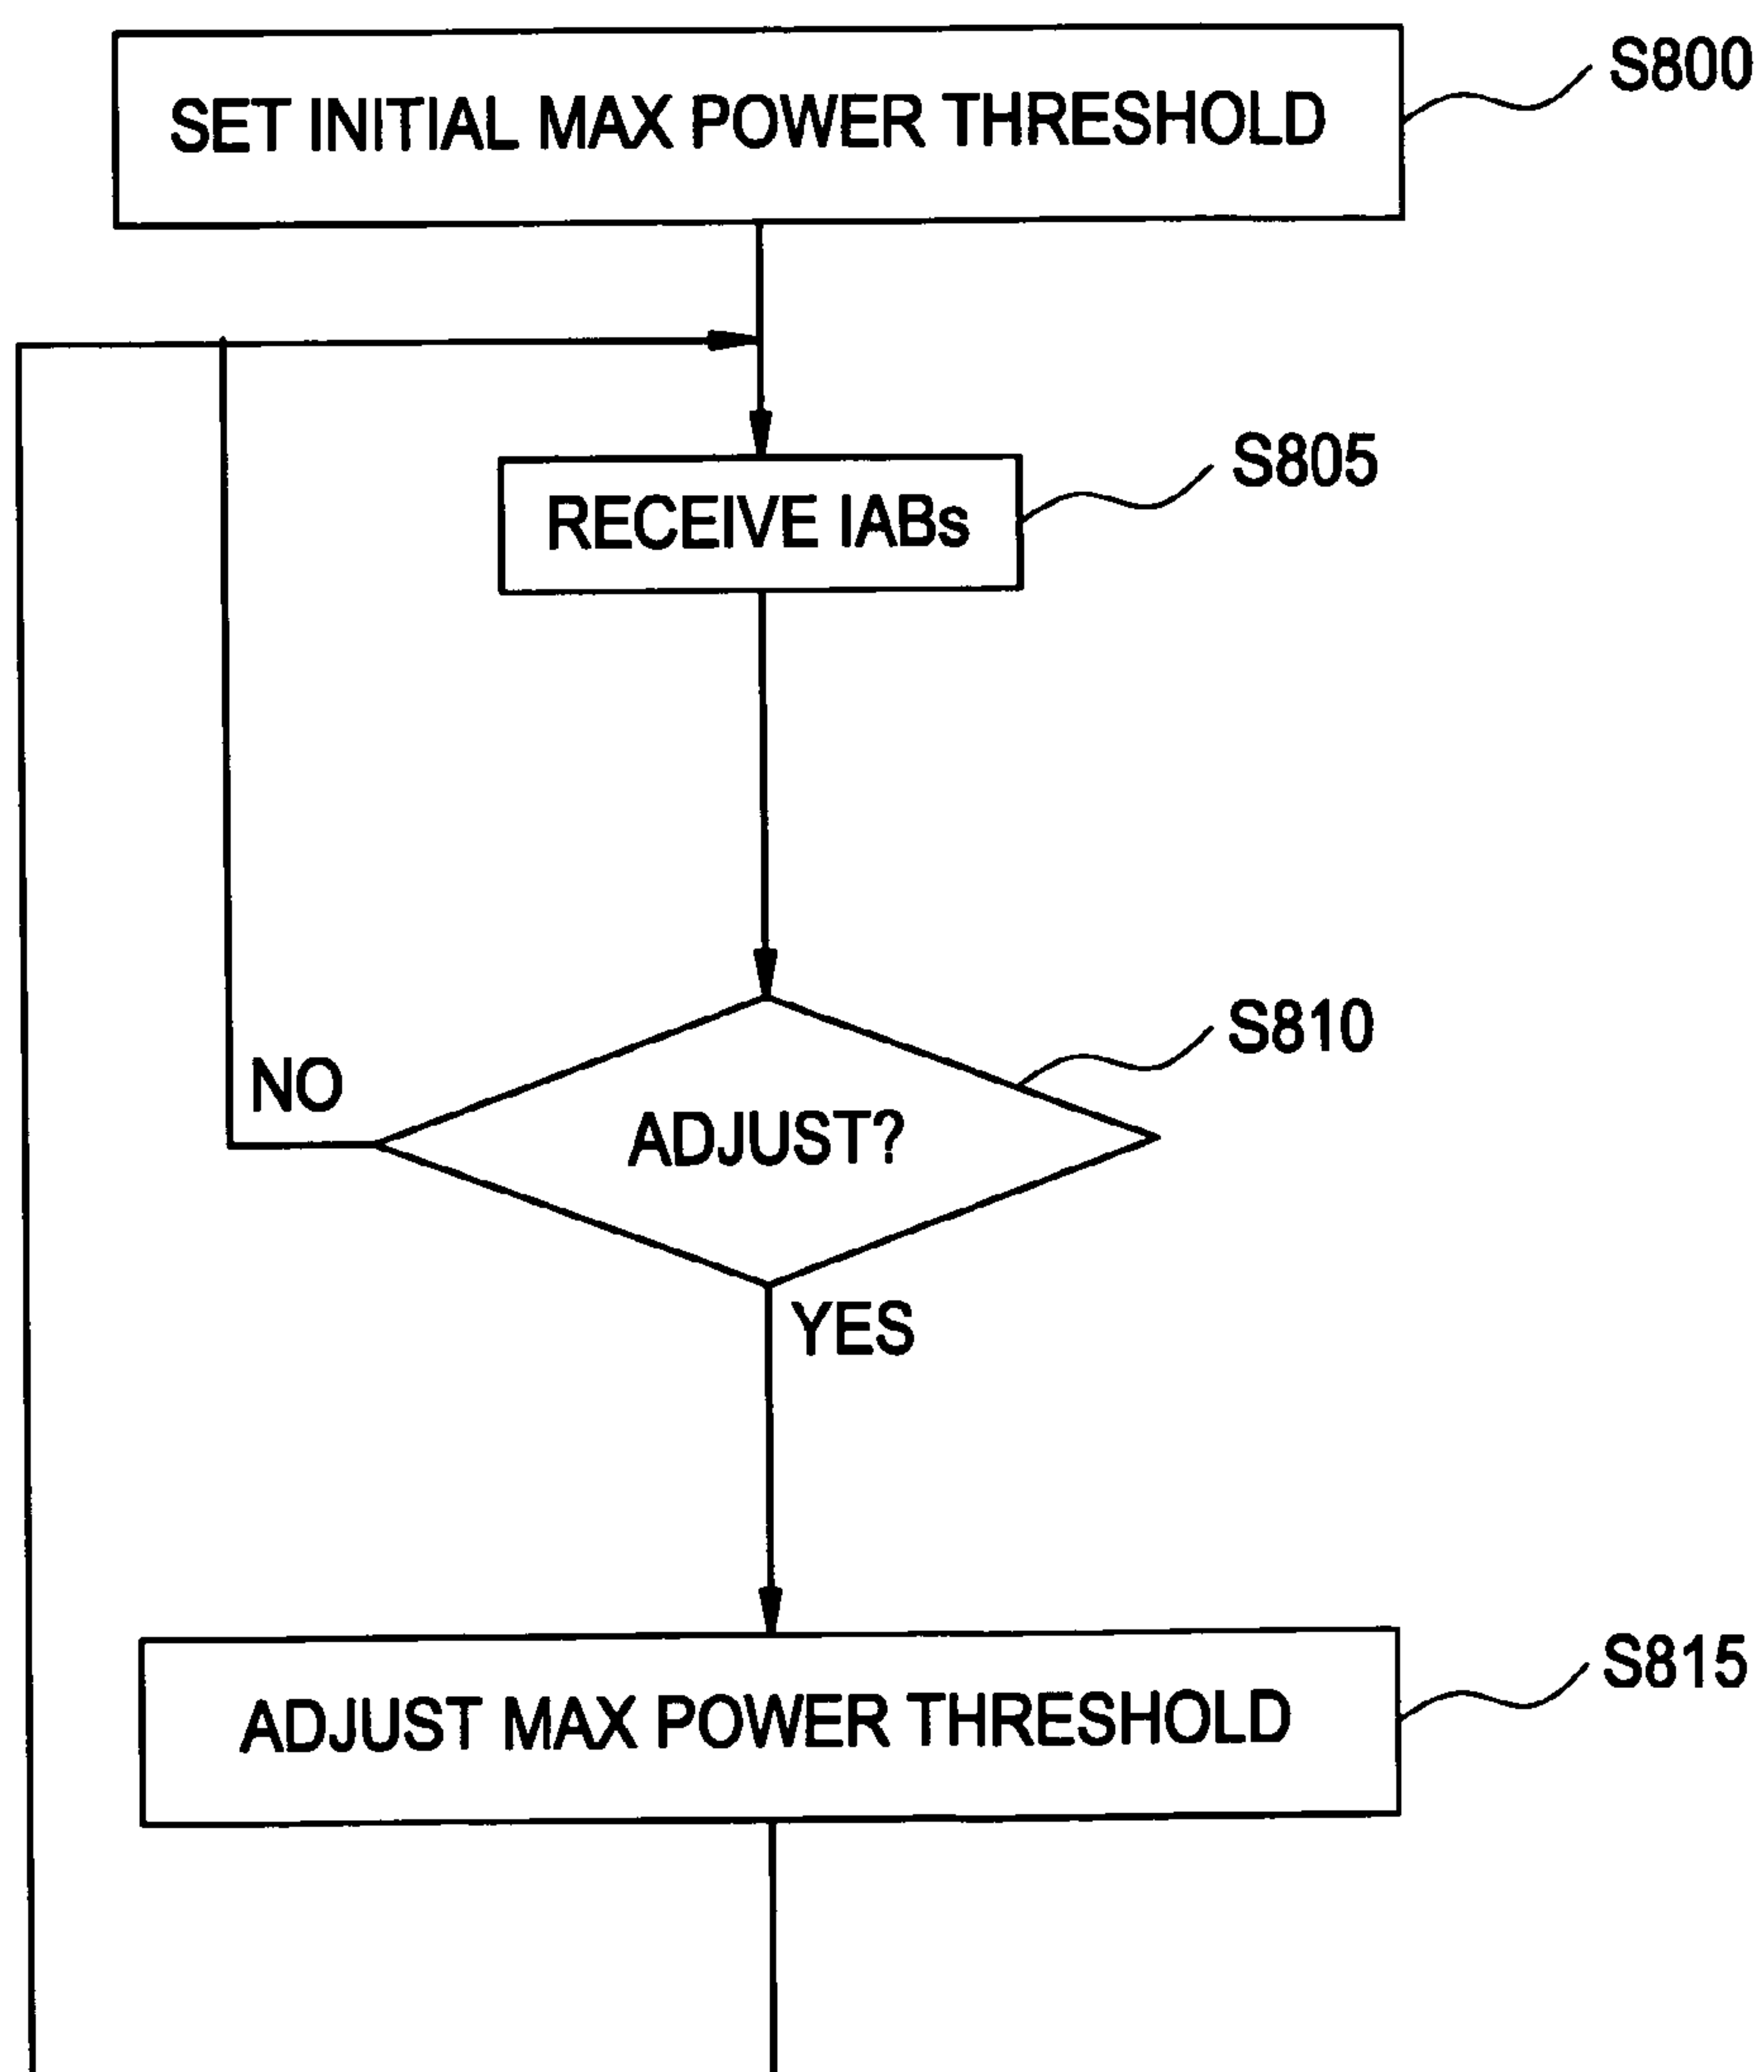 SET INITIAL MAX POWER THRESHOLD
S800
RECEIVE IABs
S805
S810
NO
ADJUST?
YES
ADJUST MAX POWER THRESHOLD
S815